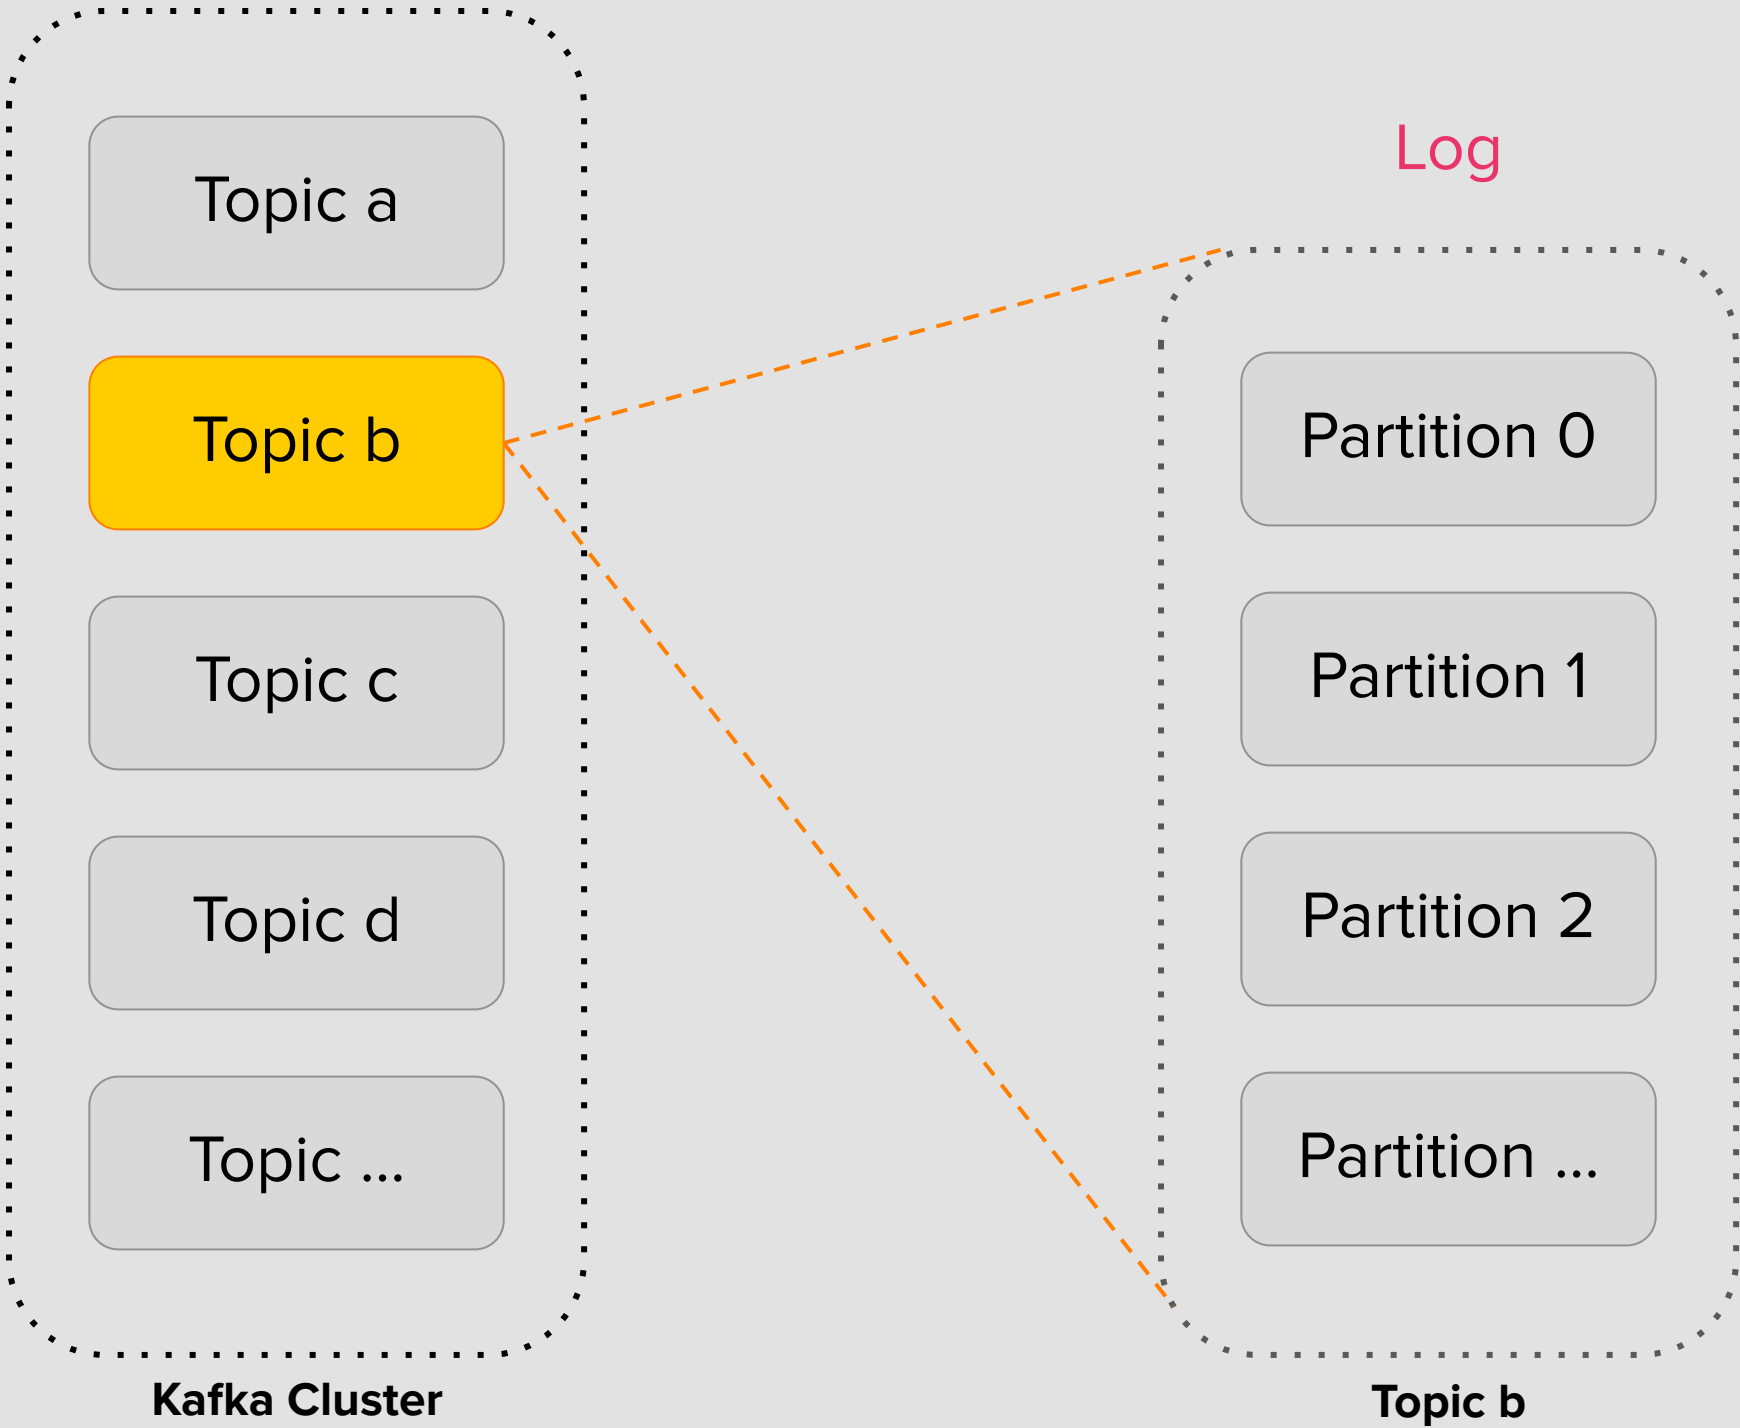 Topic a
Topic b
Topic c
Topic d
Topic ...
Kafka Cluster
Log
Partition 0
Partition 1
Partition 2
Partition ...
Topic b